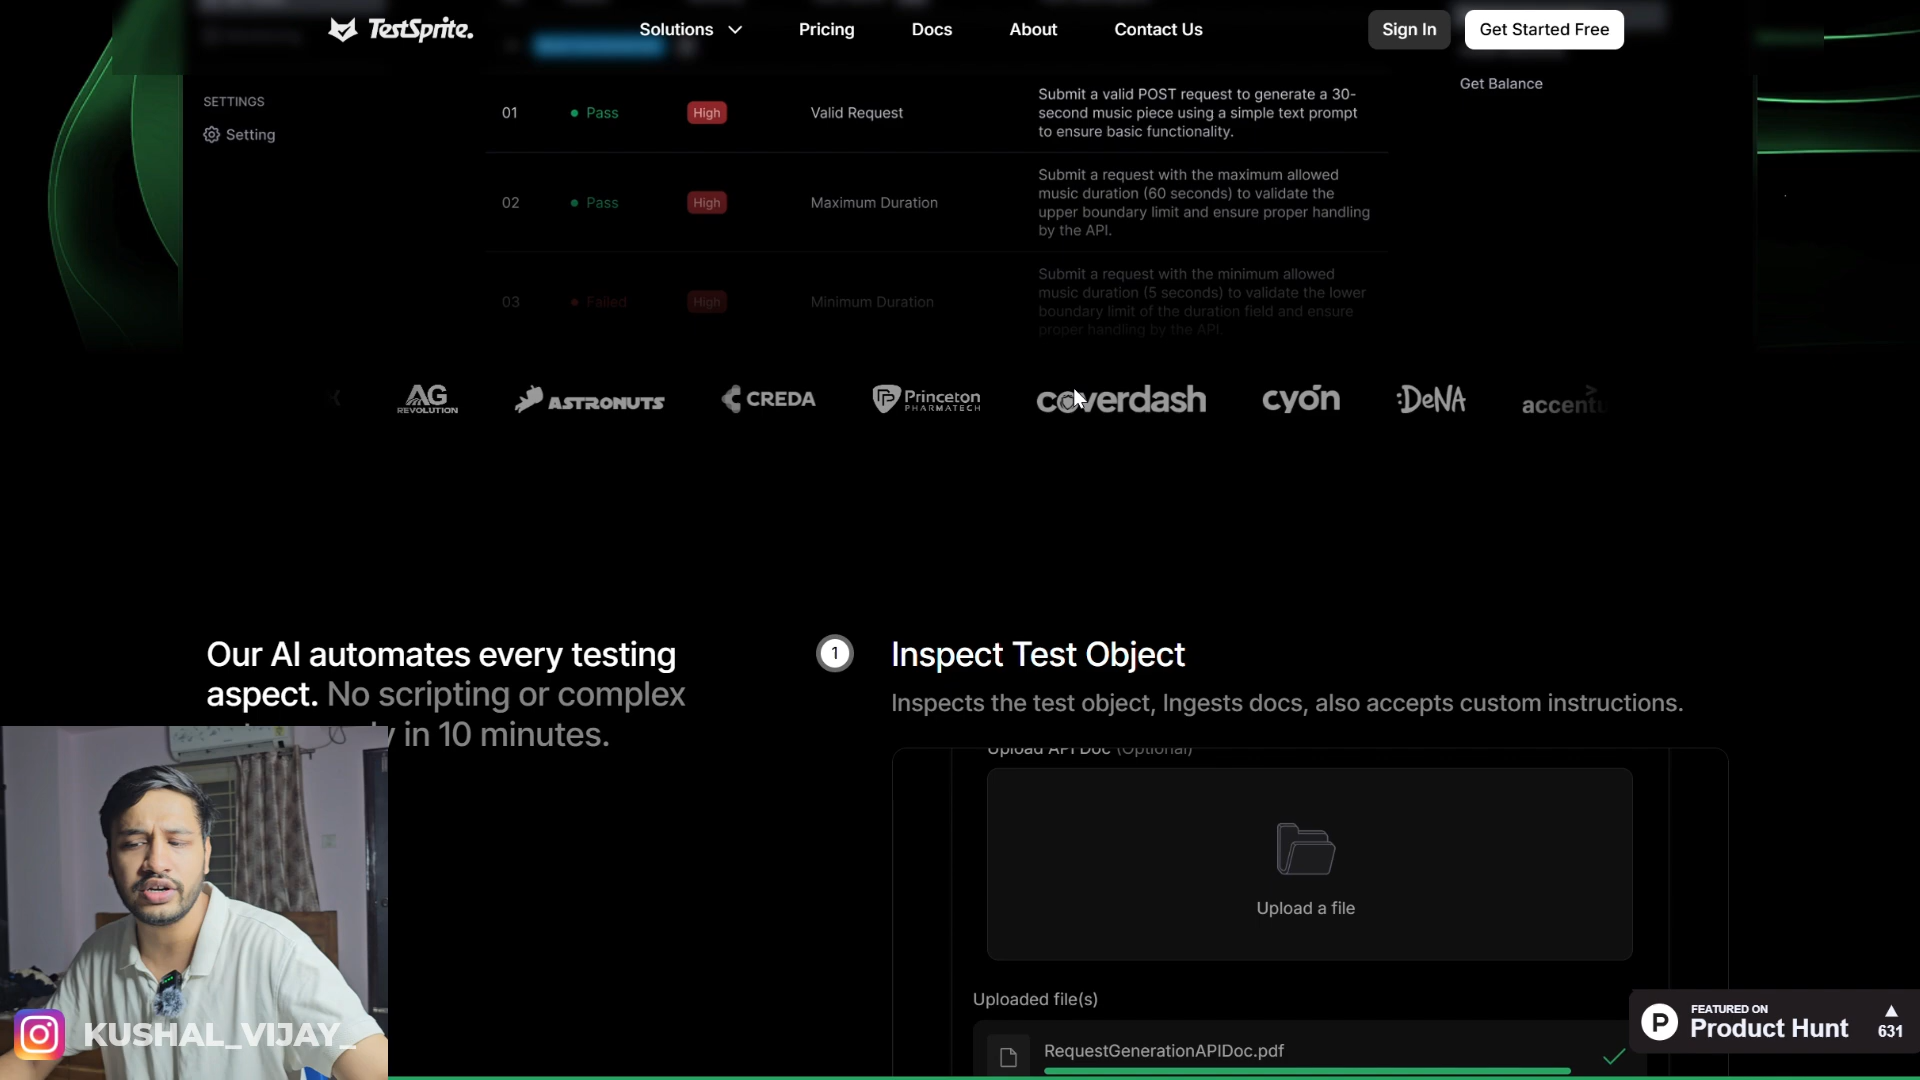 TestSprite.
Solutions
Pricing
Docs
About
Contact Us
Sign In
Get Started Free
SETTINGS
Setting
Get Balance
01 Pass High Valid Request
Submit a valid POST request to generate a 30-
second music piece using a simple text prompt
to ensure basic functionality.
02 Pass High Maximum Duration
Submit a request with the maximum allowed
music duration (60 seconds) to validate the
upper boundary limit and ensure proper handling
by the API.
03 Failed High Minimum Duration
Submit a request with the minimum allowed
music duration (5 seconds) to validate the lower
boundary limit of the duration field and ensure
proper handling by the API.
AG
REVOLUTION
ASTRONUTS
CREDA
Princeton
PHARMATECH
coverdash
cyón
:DeNA
accentu
Our AI automates every testing
aspect. No scripting or complex
in 10 minutes.
1
Inspect Test Object
Inspects the test object, Ingests docs, also accepts custom instructions.
Upload API Doc (Optional)
Upload a file
Uploaded file(s)
RequestGenerationAPIDoc.pdf
FEATURED ON
Product Hunt
631
KUSHAL_VIJAY_